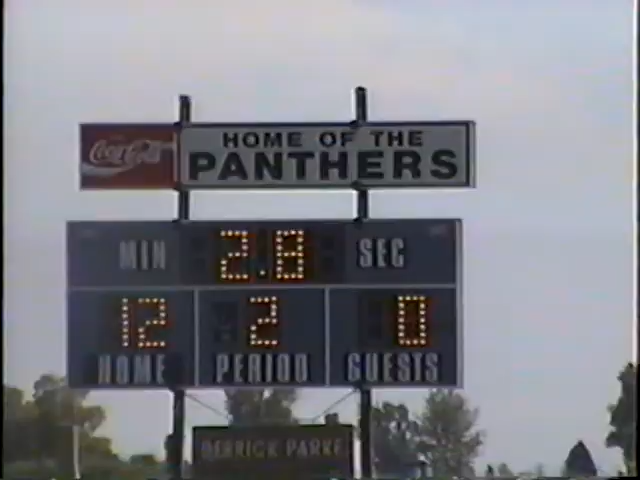 Coca-Cola
HOME OF THE
PANTHERS
MIN 2.8 SEC
12 2 0
HOME PERIOD GUESTS
DERRICK PARKE